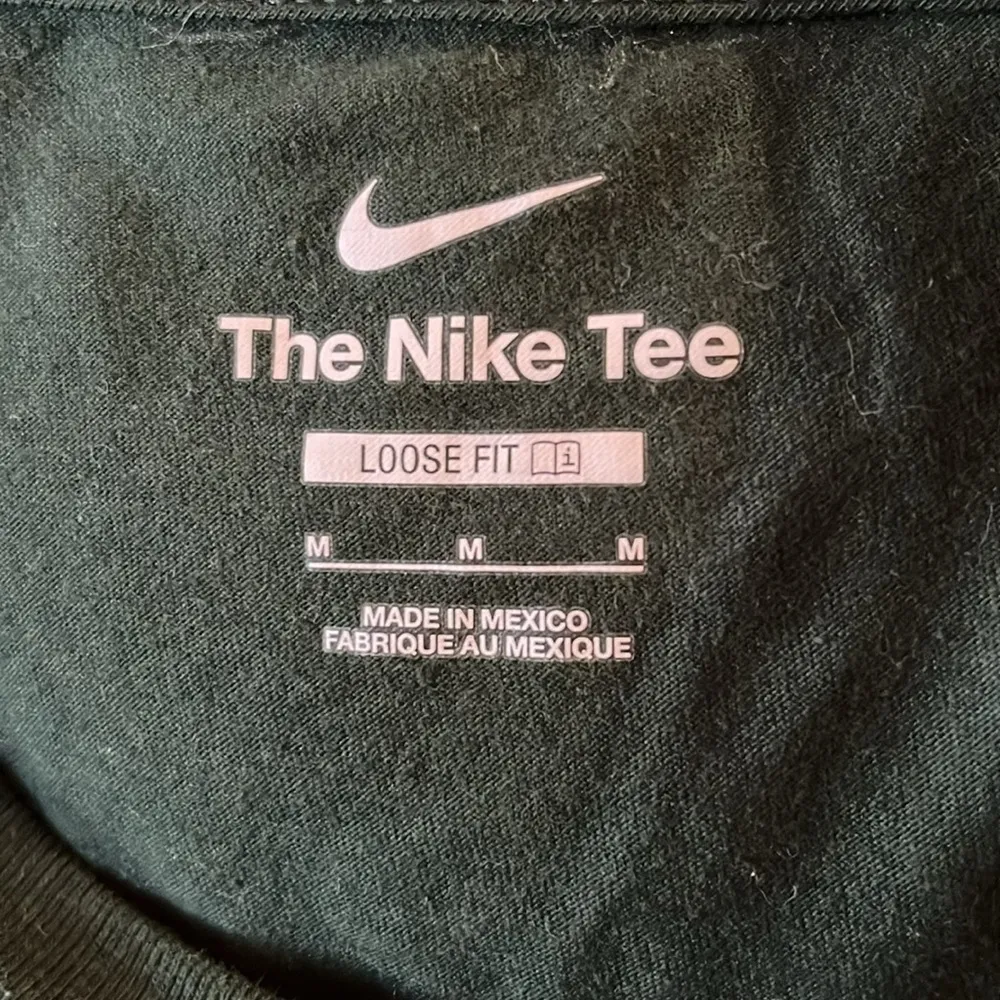 The Nike Tee
LOOSE FIT i
M M M
MADE IN MEXICO
FABRIQUE AU MEXIQUE